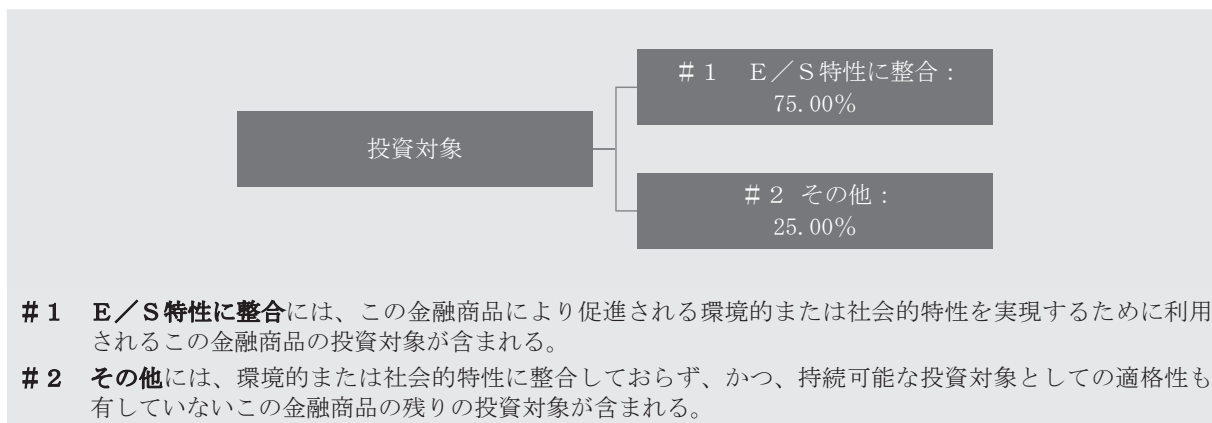 ＃１　Ｅ／Ｓ特性に整合：
75.00％
投資対象
＃２ その他：
25.00％
＃１　Ｅ／Ｓ特性に整合には、この金融商品により促進される環境的または社会的特性を実現するために利用
されるこの金融商品の投資対象が含まれる。
＃２　その他には、環境的または社会的特性に整合しておらず、かつ、持続可能な投資対象としての適格性も
有していないこの金融商品の残りの投資対象が含まれる。